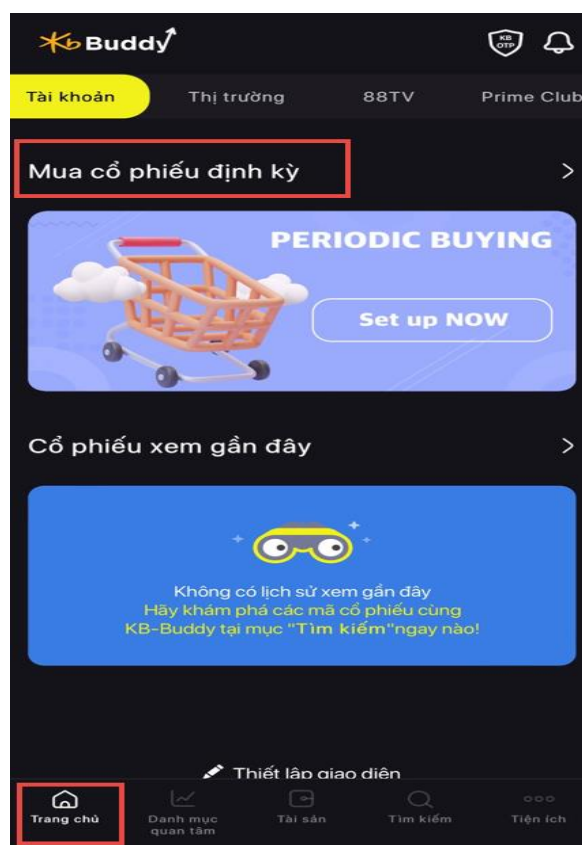 Kb Buddy
KB
OTP
Tài khoản Thị trường 88TV Prime Club
Mua cổ phiếu định kỳ >
PERIODIC BUYING
Set up NOW
Cổ phiếu xem gần đây >
Không có lịch sử xem gần đây
Hãy khám phá các mã cổ phiếu cùng
KB-Buddy tại mục "Tìm kiếm"ngay nào!
Thiết lập giao diện
Trang chủ Danh mục Tài sản Tìm kiếm Tiện ích
quan tâm